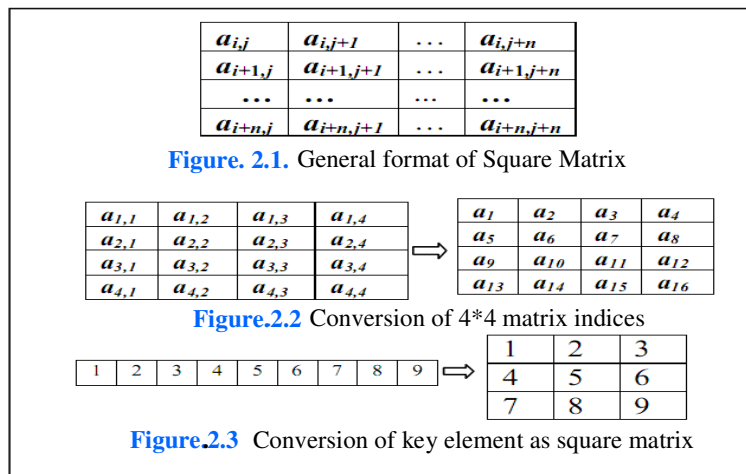 a_{i,j} a_{i,j+1} ... a_{i,j+n}
a_{i+1,j} a_{i+1,j+1} ... a_{i+1,j+n}
... ... ... ...
a_{i+n,j} a_{i+n,j+1} ... a_{i+n,j+n}
Figure. 2.1. General format of Square Matrix
a_{1,1} a_{1,2} a_{1,3} a_{1,4}
a_{2,1} a_{2,2} a_{2,3} a_{2,4}
a_{3,1} a_{3,2} a_{3,3} a_{3,4}
a_{4,1} a_{4,2} a_{4,3} a_{4,4}
⇨
a_1 a_2 a_3 a_4
a_5 a_6 a_7 a_8
a_9 a_{10} a_{11} a_{12}
a_{13} a_{14} a_{15} a_{16}
Figure.2.2 Conversion of 4*4 matrix indices
1 2 3 4 5 6 7 8 9 ⇨
1 2 3
4 5 6
7 8 9
Figure.2.3 Conversion of key element as square matrix